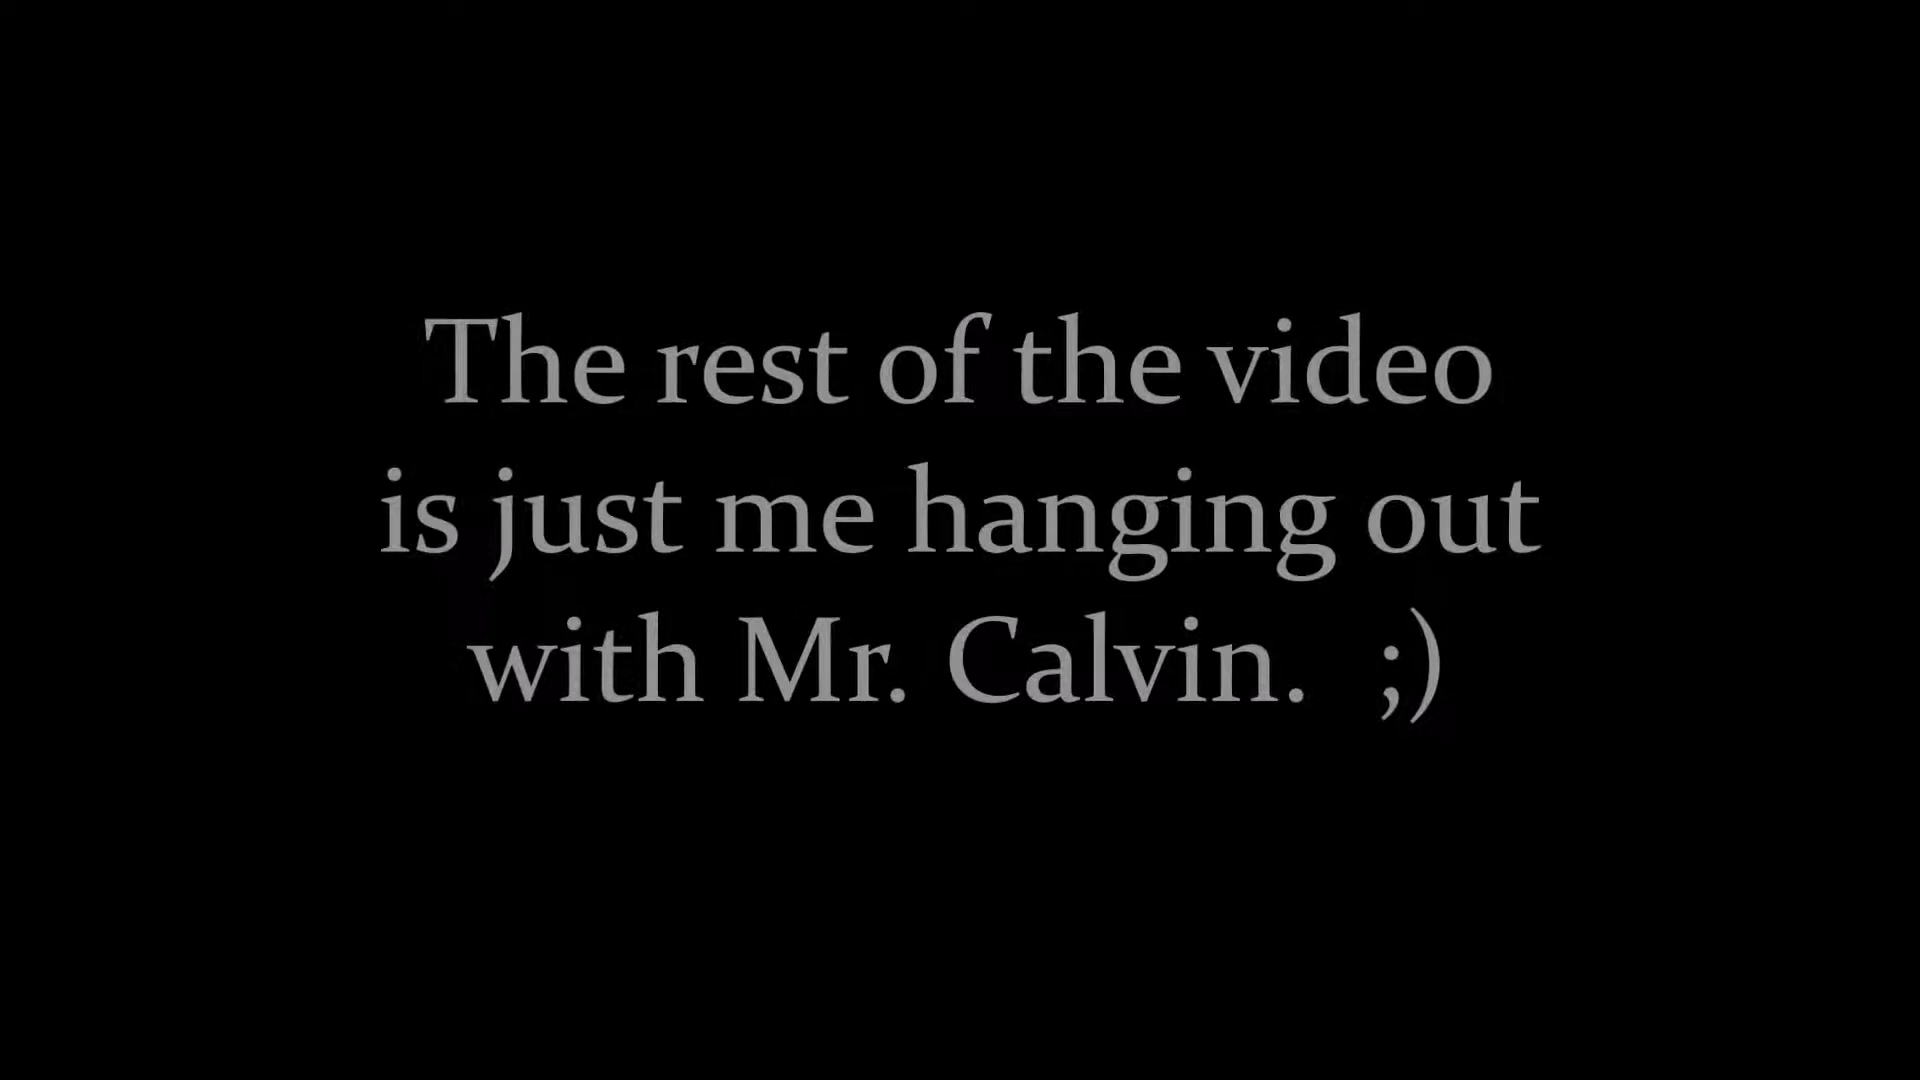 The rest of the video
is just me hanging out
with Mr. Calvin.  ;)